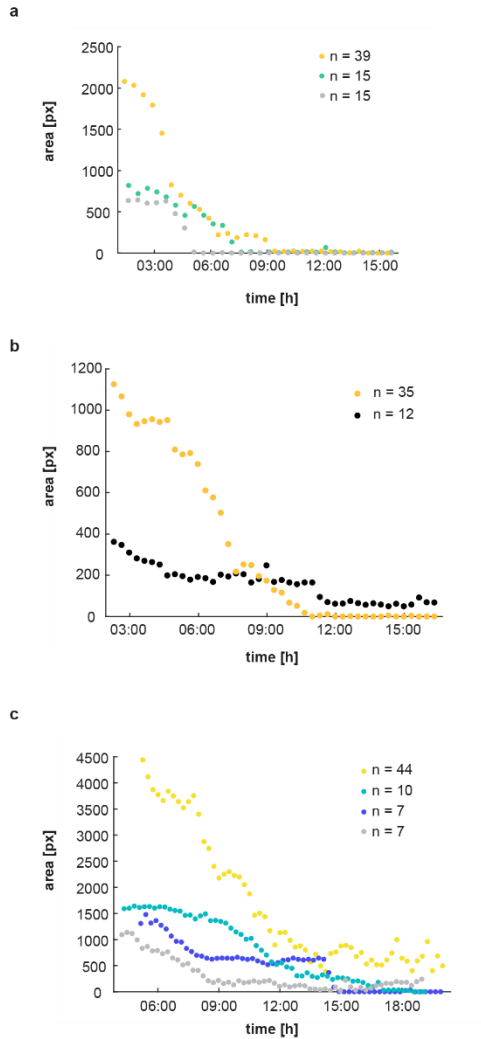 a
2500
2000
1500
1000
500
0
area [px]
n = 39
n = 15
n = 15
03:00 06:00 09:00 12:00 15:00
time [h]
b
1200
1000
800
600
400
200
0
area [px]
n = 35
n = 12
03:00 06:00 09:00 12:00 15:00
time [h]
c
4500
4000
3500
3000
2500
2000
1500
1000
500
0
area [px]
n = 44
n = 10
n = 7
n = 7
06:00 09:00 12:00 15:00 18:00
time [h]